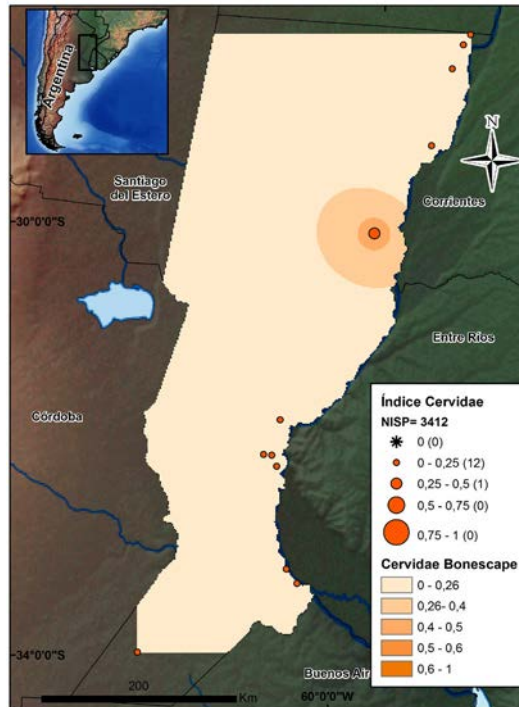 Argentina
Santiago
del Estero
N
30°0'0"S
Corrientes
Entre Ríos
Córdoba
Índice Cervidae
NISP= 3412
0 (0)
0 - 0,25 (12)
0,25 - 0,5 (1)
0,5 - 0,75 (0)
0,75 - 1 (0)
Cervidae Bonescape
0 - 0,26
0,26- 0,4
0,4 - 0,5
0,5 - 0,6
0,6 - 1
34°0'0"S
Buenos Air
200
Km
60°0'0"W